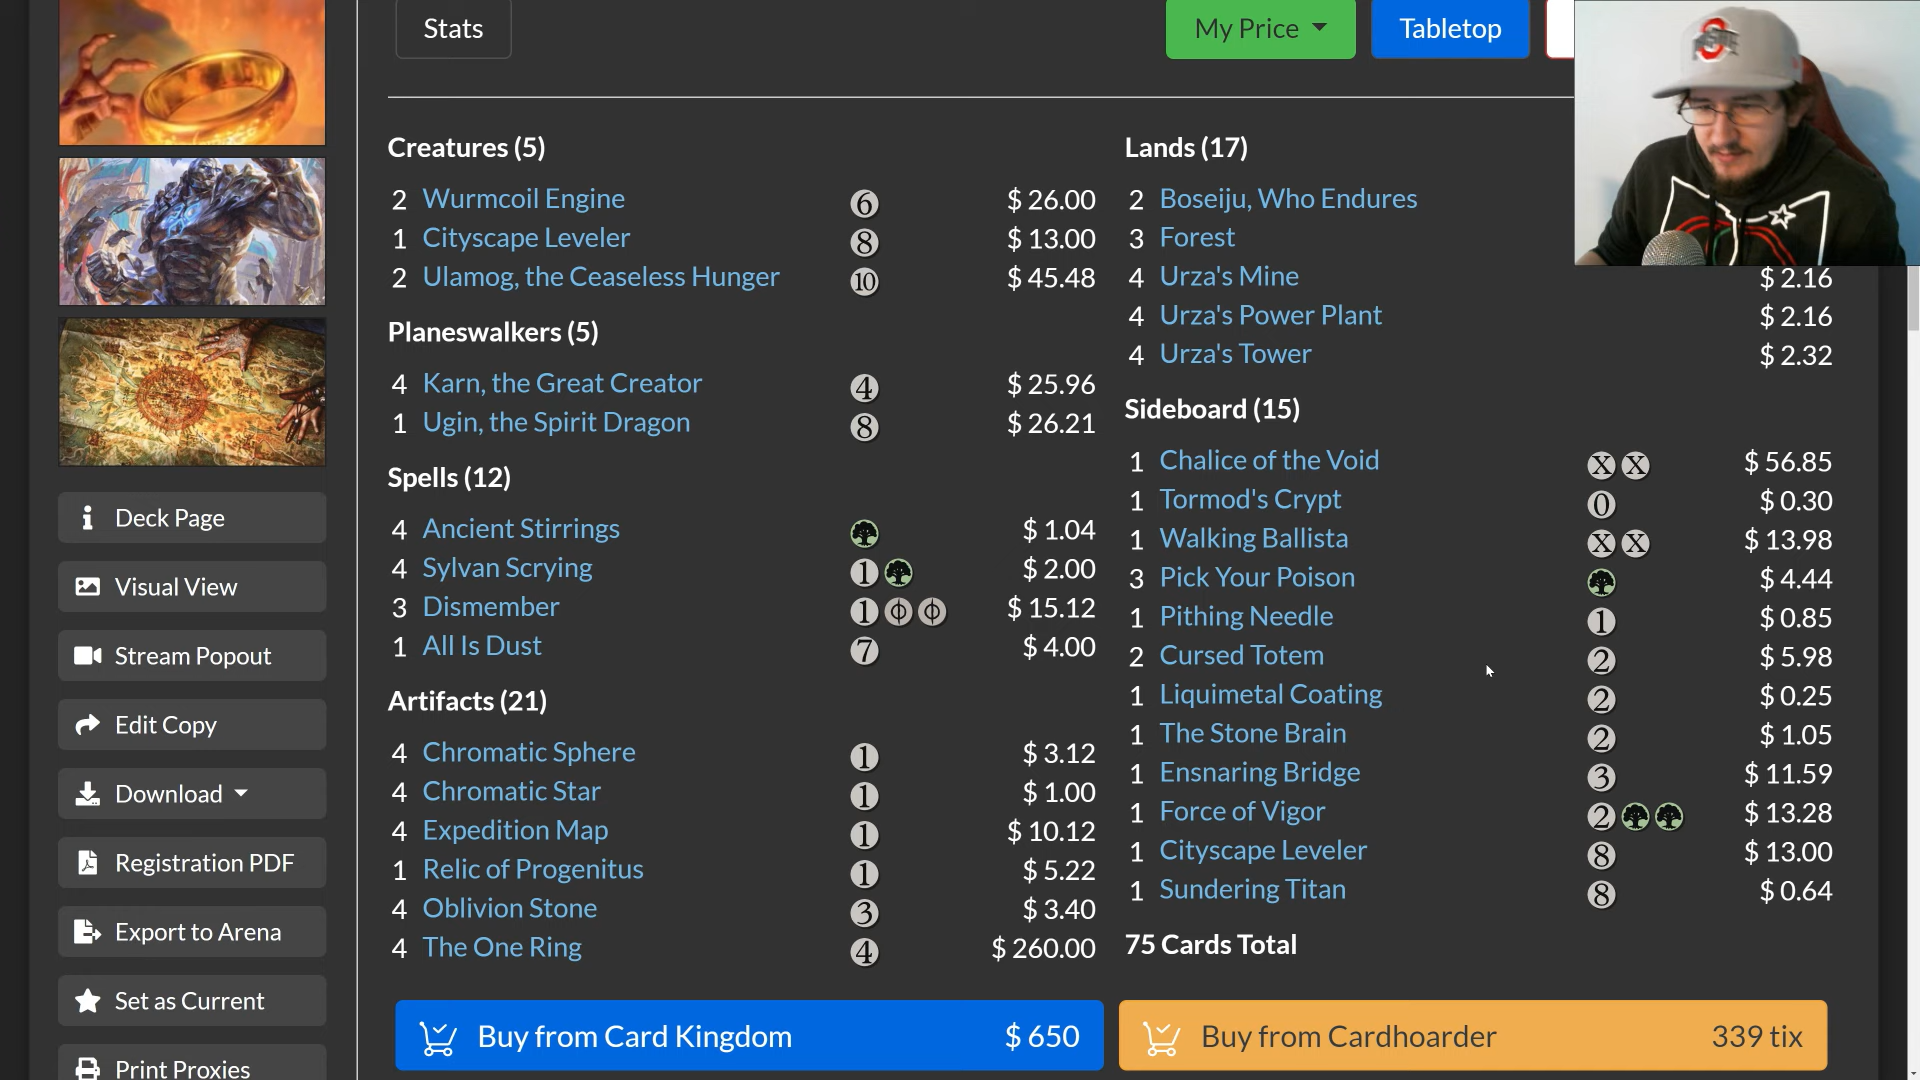 Stats
My Price
Tabletop
Creatures (5)
2 Wurmcoil Engine 6 $ 26.00
1 Cityscape Leveler 8 $ 13.00
2 Ulamog, the Ceaseless Hunger 10 $ 45.48
Planeswalkers (5)
4 Karn, the Great Creator 4 $ 25.96
1 Ugin, the Spirit Dragon 8 $ 26.21
Spells (12)
4 Ancient Stirrings $ 1.04
4 Sylvan Scrying 1 $ 2.00
3 Dismember 1 $ 15.12
1 All Is Dust 7 $ 4.00
Artifacts (21)
4 Chromatic Sphere 1 $ 3.12
4 Chromatic Star 1 $ 1.00
4 Expedition Map 1 $ 10.12
1 Relic of Progenitus 1 $ 5.22
4 Oblivion Stone 3 $ 3.40
4 The One Ring 4 $ 260.00
Lands (17)
2 Boseiju, Who Endures
3 Forest
4 Urza's Mine $ 2.16
4 Urza's Power Plant $ 2.16
4 Urza's Tower $ 2.32
Sideboard (15)
1 Chalice of the Void X X $ 56.85
1 Tormod's Crypt 0 $ 0.30
1 Walking Ballista X X $ 13.98
3 Pick Your Poison $ 4.44
1 Pithing Needle 1 $ 0.85
2 Cursed Totem 2 $ 5.98
1 Liquimetal Coating 2 $ 0.25
1 The Stone Brain 2 $ 1.05
1 Ensnaring Bridge 3 $ 11.59
1 Force of Vigor 2 $ 13.28
1 Cityscape Leveler 8 $ 13.00
1 Sundering Titan 8 $ 0.64
75 Cards Total
Deck Page
Visual View
Stream Popout
Edit Copy
Download
Registration PDF
Export to Arena
Set as Current
Print Proxies
Buy from Card Kingdom $ 650
Buy from Cardhoarder 339 tix